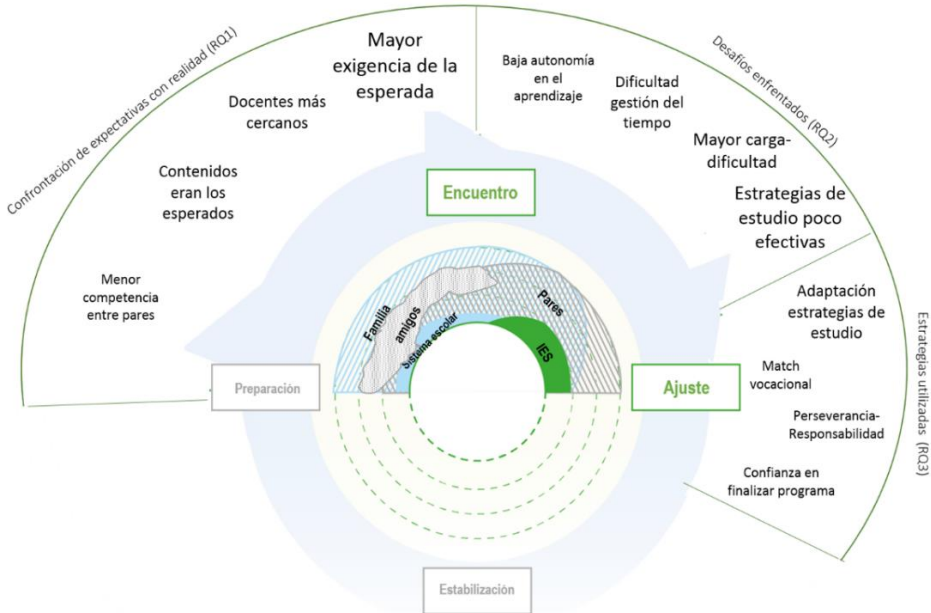 Confrontación de expectativas con realidad (RQ1)
Mayor
exigencia de la
esperada
Docentes más
cercanos
Contenidos
eran los
esperados
Menor
competencia
entre pares
Desafíos enfrentados (RQ2)
Baja autonomía
en el
aprendizaje
Dificultad
gestión del
tiempo
Mayor carga-
dificultad
Estrategias de
estudio poco
efectivas
Estrategias utilizadas (RQ3)
Adaptación
estrategias de
estudio
Match
vocacional
Perseverancia-
Responsabilidad
Confianza en
finalizar programa
Encuentro
Preparación
Ajuste
Estabilización
Familia
amigos
Sistema escolar
Pares
IES